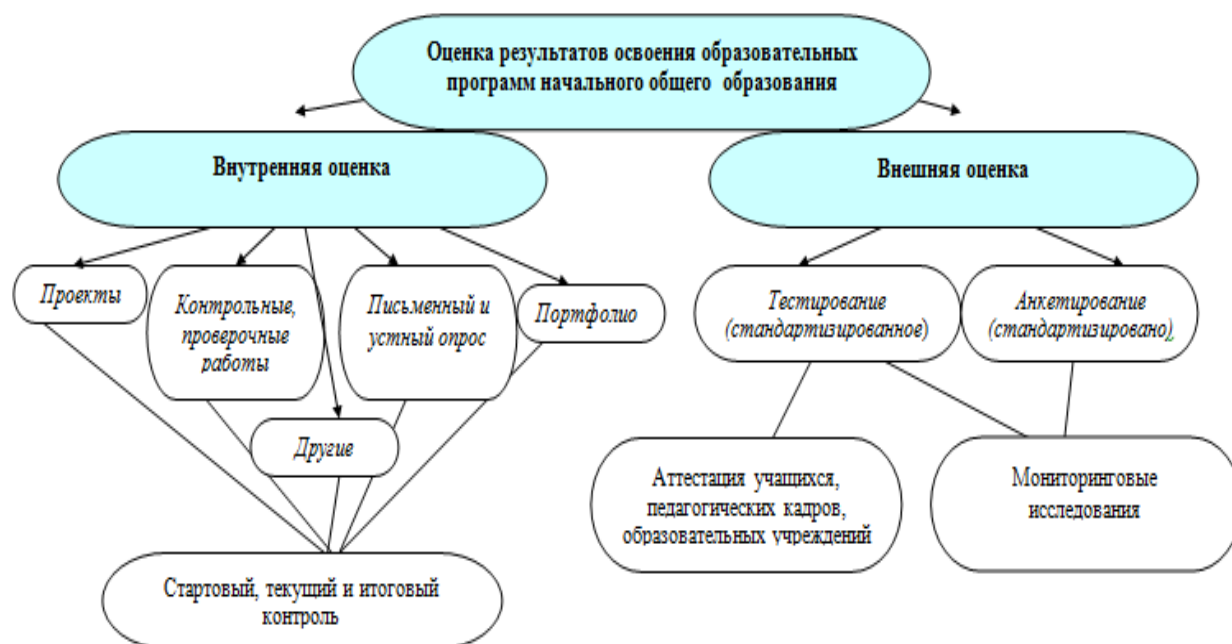 Оценка результатов освоения образовательных
программ начального общего образования
Внутренняя оценка
Внешняя оценка
Проекты
Контрольные,
проверочные
работы
Письменный и
устный опрос
Портфолио
Другие
Стартовый, текущий и итоговый
контроль
Тестирование
(стандартизированное)
Анкетирование
(стандартизировано),
Аттестация учащихся,
педагогических кадров,
образовательных учреждений
Мониторинговые
исследования